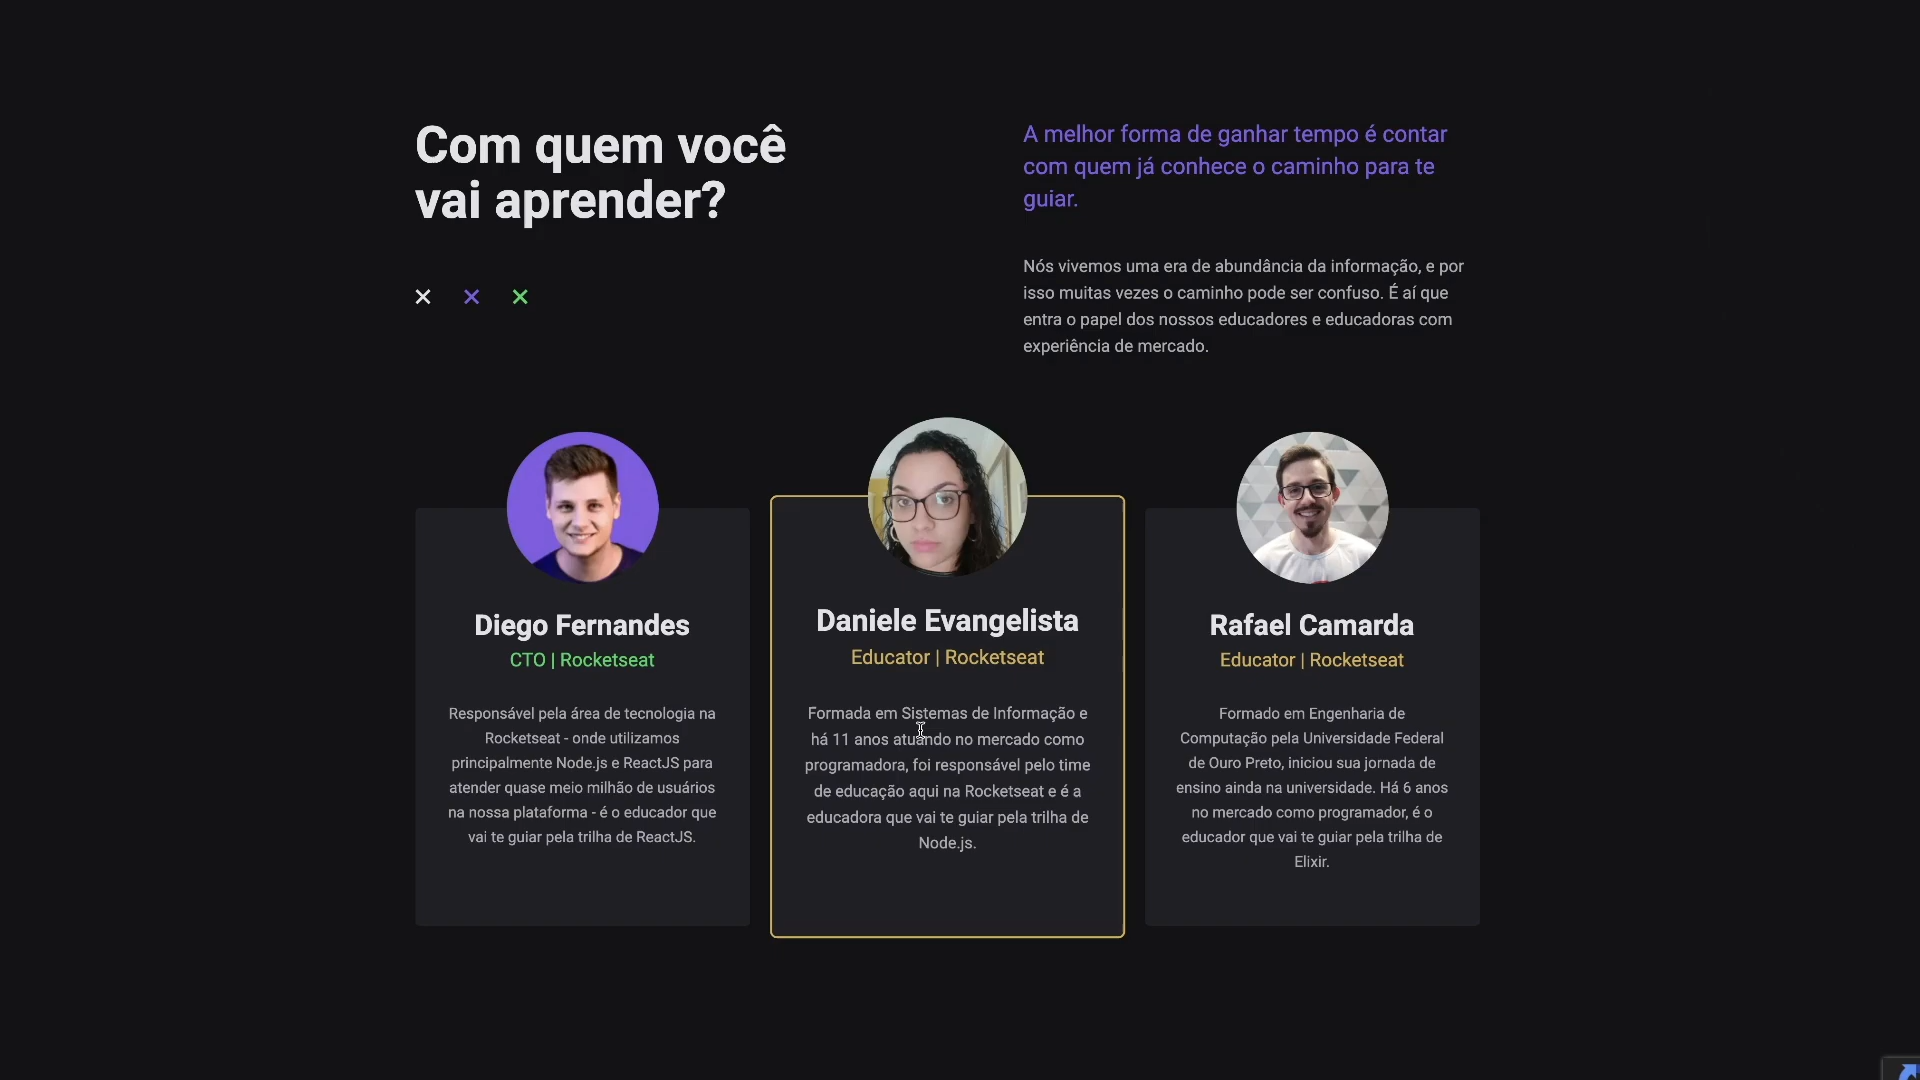 Com quem você
vai aprender?
A melhor forma de ganhar tempo é contar
com quem já conhece o caminho para te
guiar.
Nós vivemos uma era de abundância da informação, e por
isso muitas vezes o caminho pode ser confuso. É aí que
entra o papel dos nossos educadores e educadoras com
experiência de mercado.
Diego Fernandes
CTO | Rocketseat
Responsável pela área de tecnologia na
Rocketseat - onde utilizamos
principalmente Node.js e ReactJS para
atender quase meio milhão de usuários
na nossa plataforma - é o educador que
vai te guiar pela trilha de ReactJS.
Daniele Evangelista
Educator | Rocketseat
Formada em Sistemas de Informação e
há 11 anos atuando no mercado como
programadora, foi responsável pelo time
de educação aqui na Rocketseat e é a
educadora que vai te guiar pela trilha de
Node.js.
Rafael Camarda
Educator | Rocketseat
Formado em Engenharia de
Computação pela Universidade Federal
de Ouro Preto, iniciou sua jornada de
ensino ainda na universidade. Há 6 anos
no mercado como programador, é o
educador que vai te guiar pela trilha de
Elixir.